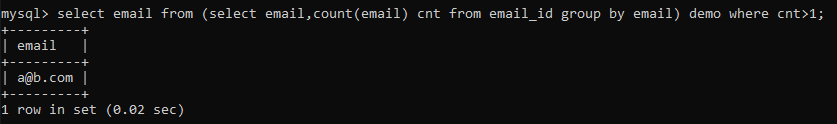 mysql> select email from (select email,count(email) cnt from email_id group by email) demo where cnt>1;
+---------+
| email   |
+---------+
| a@b.com |
+---------+
1 row in set (0.02 sec)